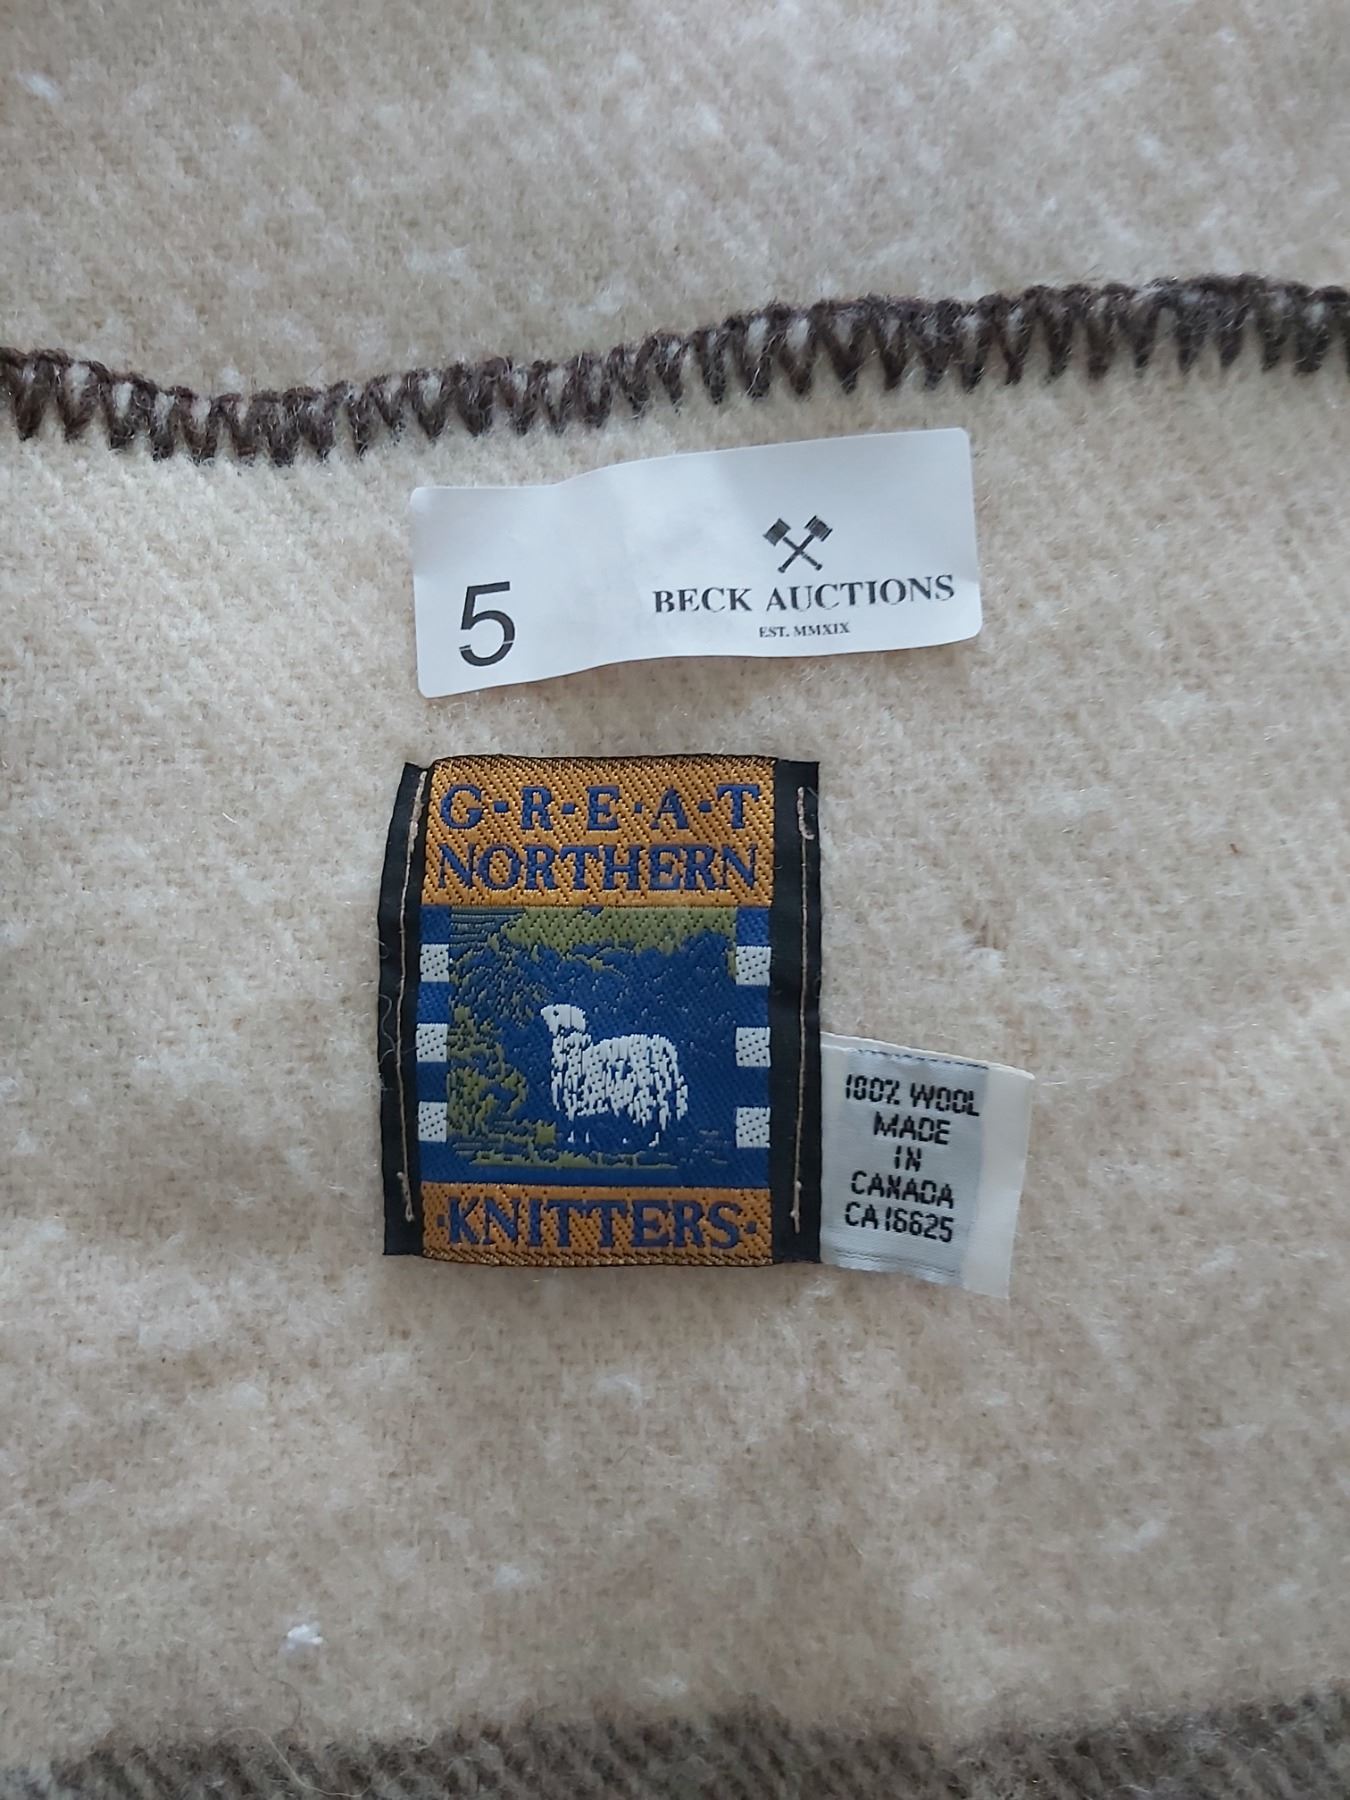 5
BECK AUCTIONS
EST. MMXIX
G·R·E·A·T
NORTHERN
·KNITTERS·
100% WOOL
MADE
IN
CANADA
CA16625